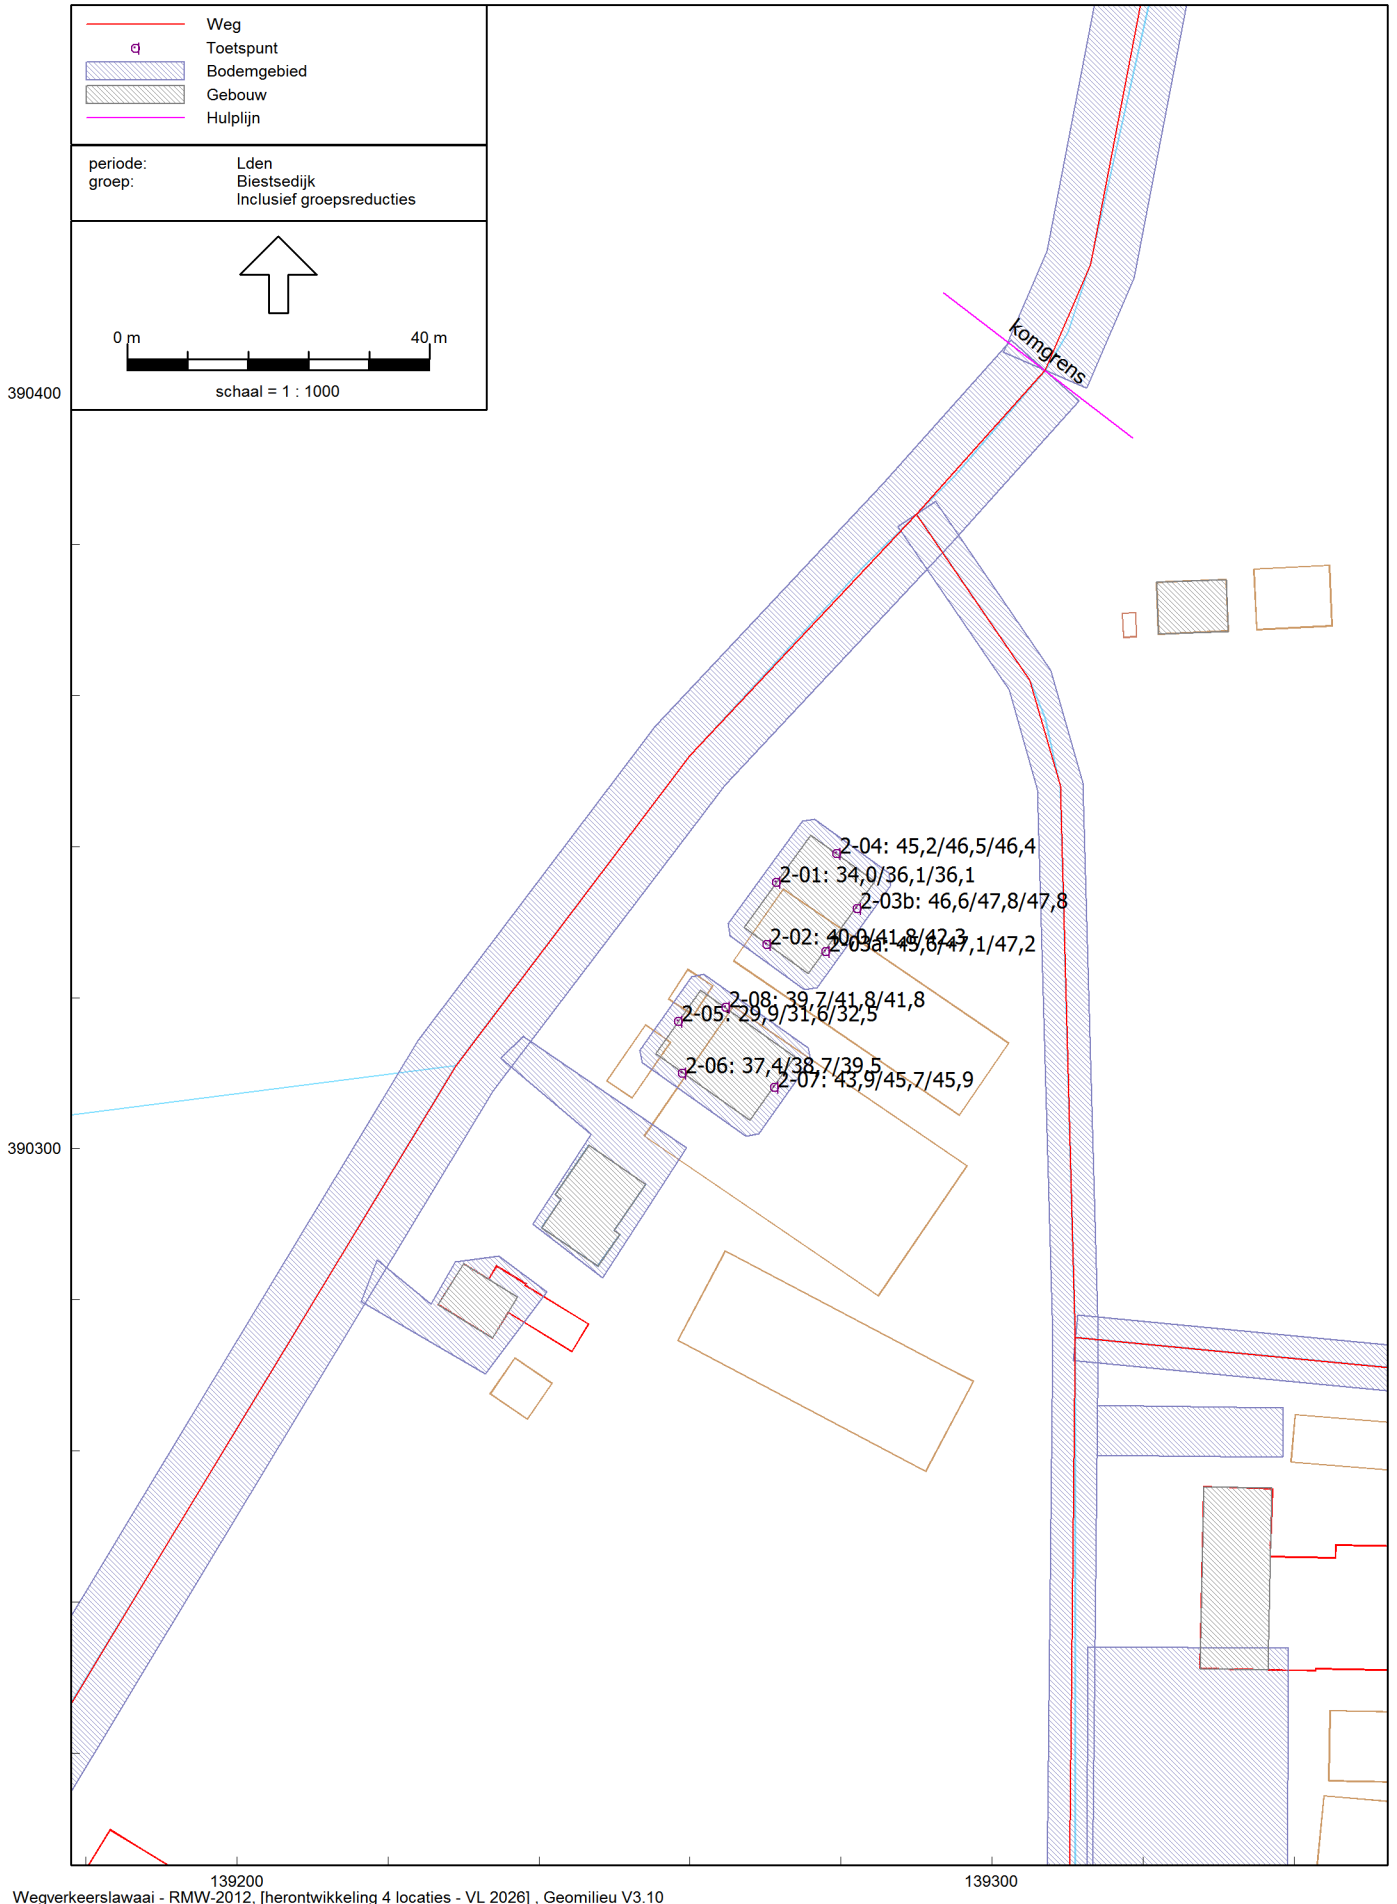 Weg
Toetspunt
Bodemgebied
Gebouw
Hulplijn
periode: Lden
groep: Biestsedijk
Inclusief groepsreducties
0 m 40 m
schaal = 1 : 1000
komgrens
390400
2-04: 45,2/46,5/46,4
2-01: 34,0/36,1/36,1
2-03b: 46,6/47,8/47,8
2-02: 40,0/41,8/42,3
2-03a: 45,6/47,1/47,2
2-08: 39,7/41,8/41,8
2-05: 29,9/31,6/32,5
2-06: 37,4/38,7/39,5
2-07: 43,9/45,7/45,9
390300
139200 139300
Wegverkeerslawaai - RMW-2012, [herontwikkeling 4 locaties - VL 2026] , Geomilieu V3.10